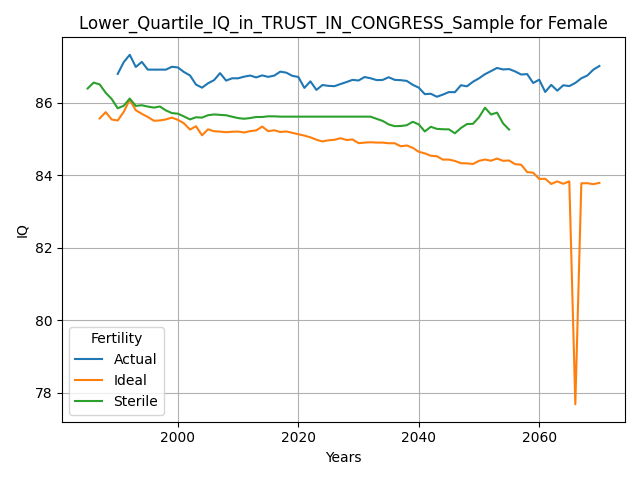 Lower_Quartile_IQ_in_TRUST_IN_CONGRESS_Sample for Female
IQ
86
84
82
80
78
Fertility
Actual
Ideal
Sterile
2000 2020 2040 2060
Years